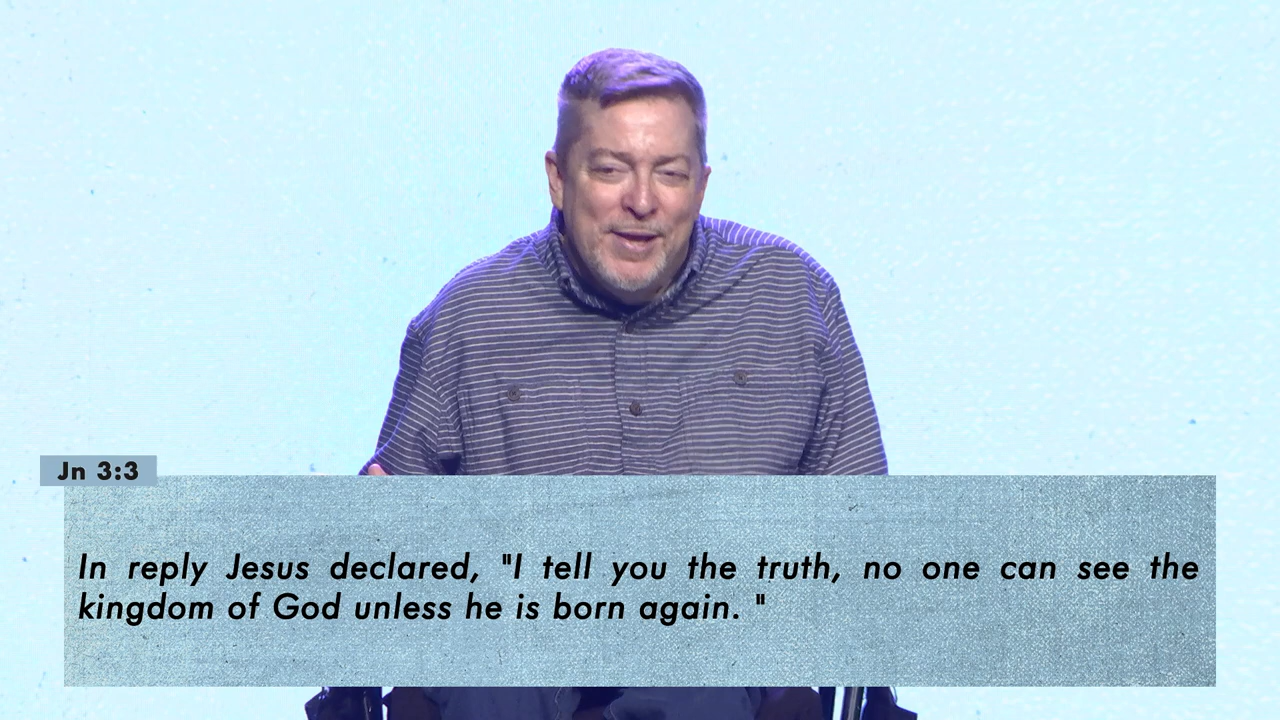 Jn 3:3
In reply Jesus declared, "I tell you the truth, no one can see the
kingdom of God unless he is born again. "